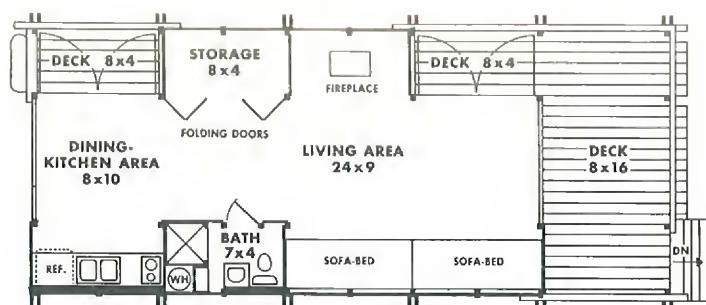 DECK 8x4
STORAGE
8x4
FIREPLACE
DECK 8x4
FOLDING DOORS
DINING-
KITCHEN AREA
8x10
LIVING AREA
24x9
DECK
8x16
BATH
7x4
REF.
WH
SOFA-BED
SOFA-BED
DN